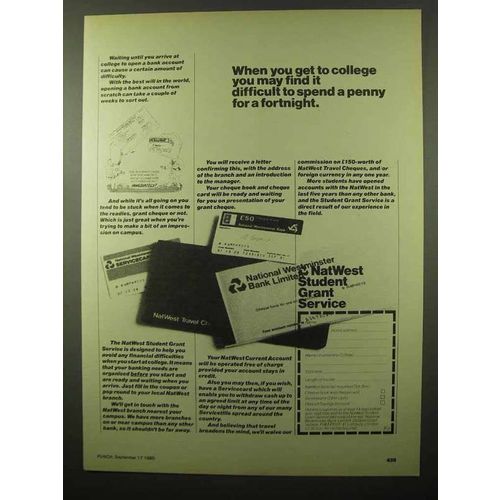 When you get to college
you may find it
difficult to spend a penny
for a fortnight.
Waiting until you arrive at
college to open a bank account
can cause a certain amount of
difficulty.
With the best will in the world,
opening a bank account from
scratch can take a couple of
weeks to sort out.
And while it's all going on you
tend to be stuck when it comes to
the readies, grant cheque or not.
Which is just great when you're
trying to make a bit of an impres-
sion on campus.
You will receive a letter
confirming this, with the address
of the branch and an introduction
to the manager.
Your cheque book and cheque
card will be ready and waiting
for you on presentation of your
grant cheque.
commission on £150-worth of
NatWest Travel Cheques, and or
foreign currency in any one year.
More students have opened
accounts with the NatWest in the
last five years than any other bank,
and the Student Grant Service is a
direct result of our experience in
the field.
£50
National Westminster Bank
SERVICECARD
NatWest Travel
National Westminster
Bank Limited
NatWest
Student
Grant
Service
The NatWest Student Grant
Service is designed to help you
avoid any financial difficulties
when you start at college. It means
that your banking needs are
organised before you start and
are ready and waiting when you
arrive. Just fill in the coupon or
pop round to your local NatWest
branch.
We'll get in touch with the
NatWest branch nearest your
campus. We have more branches
on or near campus than any other
bank, so it shouldn't be far away.
Your NatWest Current Account
will be operated free of charge
provided your account stays in
credit.
Also you may then, if you wish,
have a Servicecard which will
enable you to withdraw cash up to
an agreed limit at any time of the
day or night from any of our many
Servicetills spread around the
country.
And believing that travel
broadens the mind, we'll waive our
PUNCH, September 17 1980
439